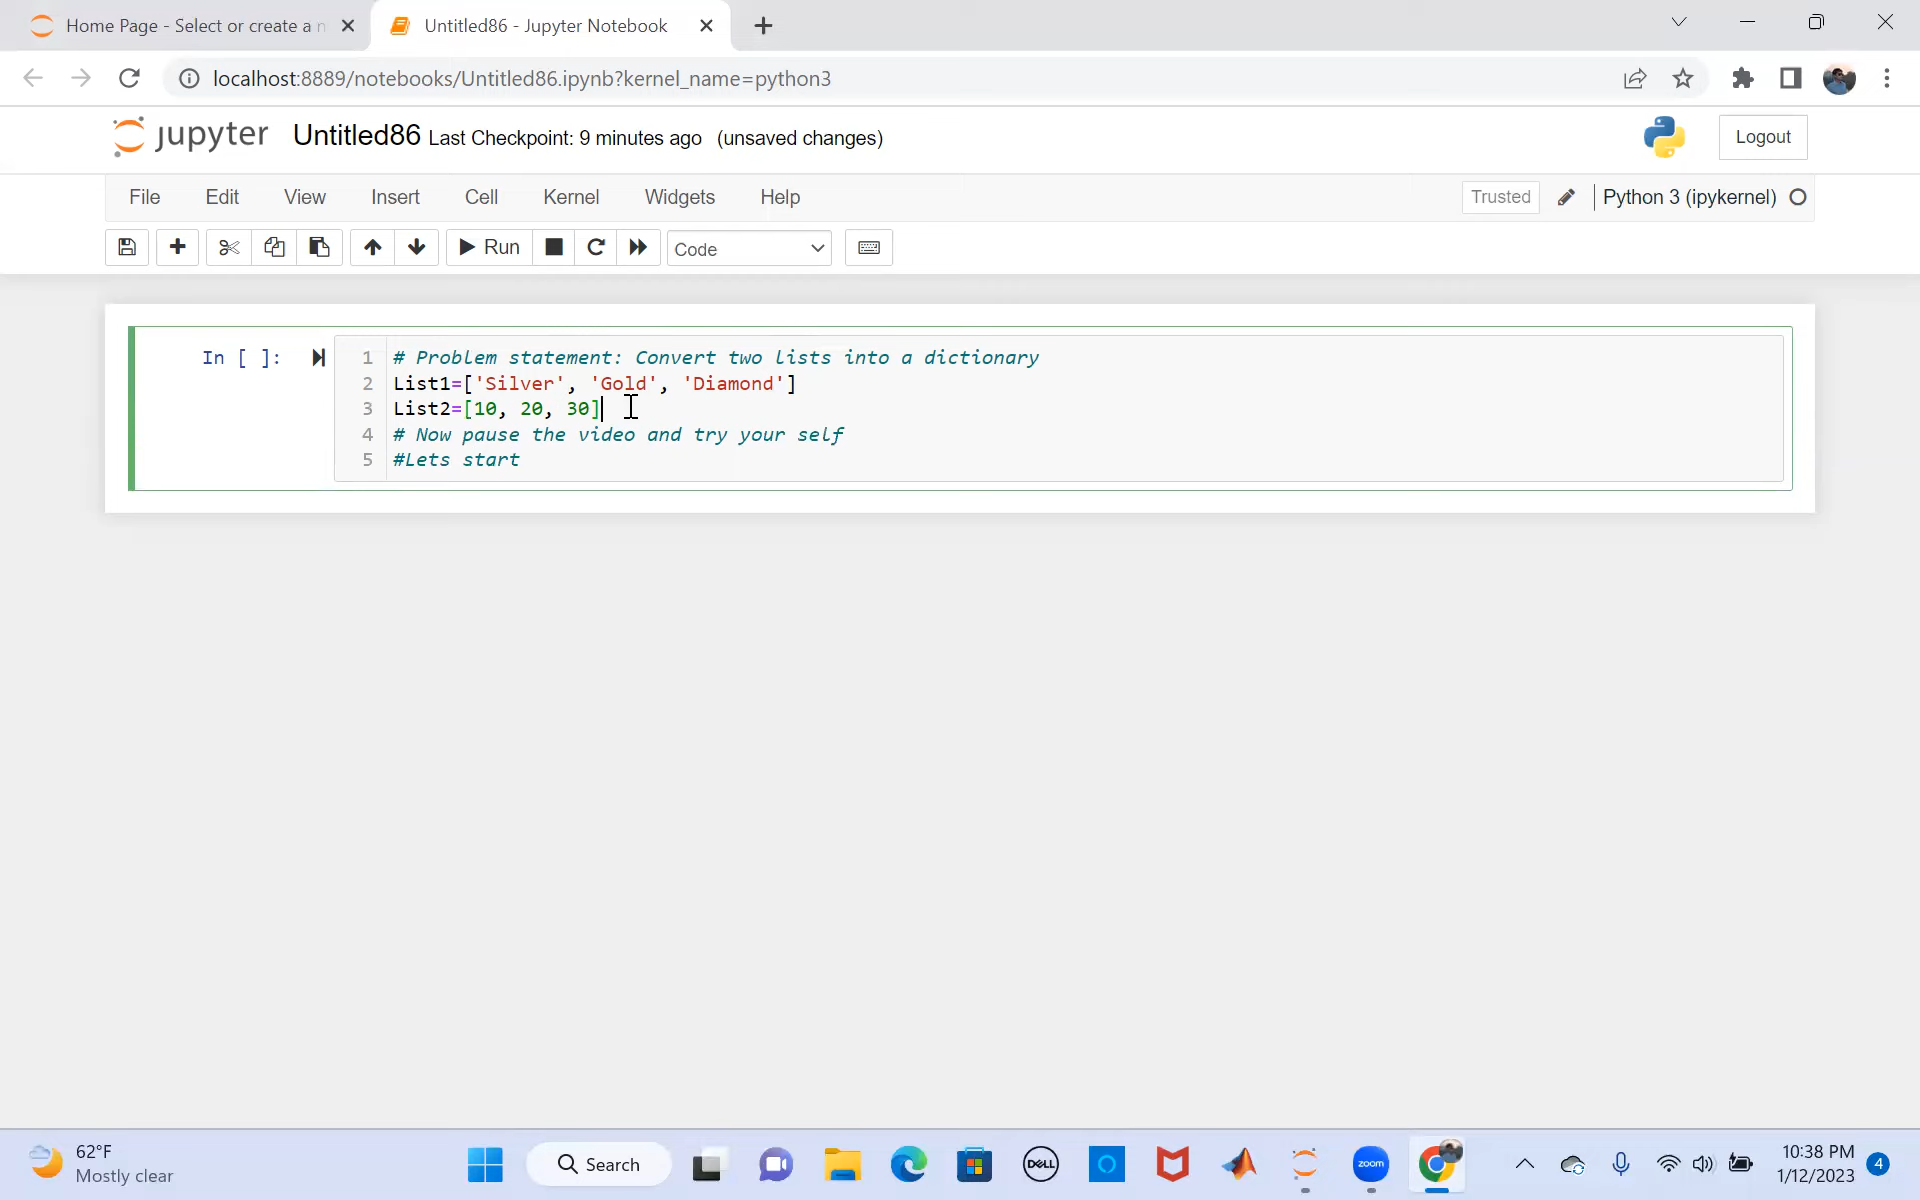 Home Page - Select or create a n
Untitled86 - Jupyter Notebook
localhost:8889/notebooks/Untitled86.ipynb?kernel_name=python3
jupyter Untitled86 Last Checkpoint: 9 minutes ago (unsaved changes)
Logout
File Edit View Insert Cell Kernel Widgets Help
Trusted Python 3 (ipykernel)
Run Code
In [ ]:
1 # Problem statement: Convert two lists into a dictionary
2 List1=['Silver', 'Gold', 'Diamond']
3 List2=[10, 20, 30]
4 # Now pause the video and try your self
5 #Lets start
62°F
Mostly clear
Search
DELL
zoom
10:38 PM
1/12/2023
4